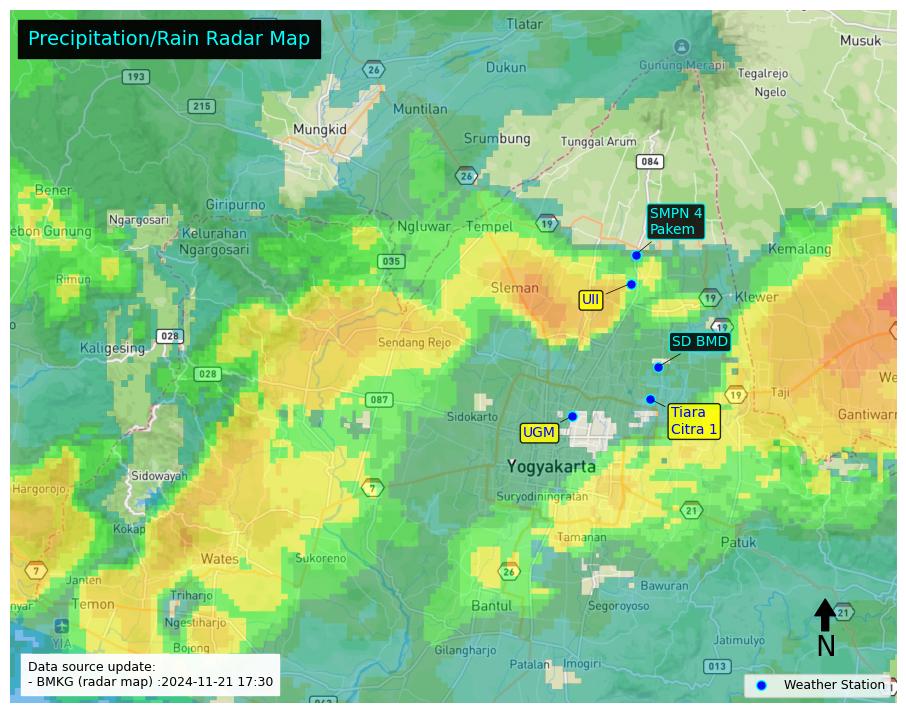 Precipitation/Rain Radar Map
Tlatar
Musuk
Gunung Merapi
193
26
Dukun
Tegalrejo
215
Ngelo
Muntilan
Mungkid
Srumbung
Tunggal Arum
084
26
Bener
Giripurno
Ngargosari
SMPN 4
Pakem
ebon Gunung
Kelurahan
Ngargosari
Ngluwar
Tempel
19
Kemalang
035
Rimun
Sleman
UII
19
Klewer
19
028
Kaligesing
Sendang Rejo
SD BMD
028
087
19
Taji
We
Sidokarto
Tiara
Citra 1
Gantiwarn
UGM
Yogyakarta
Sidowayah
Hargorojo
7
Suryodiningratan
21
Kokap
Tamanan
Patuk
Wates
Sukoreno
7
26
Janten
Bawuran
nyar
Temon
Triharjo
Bantul
Segoroyoso
21
Ngestiharjo
YIA
Jatimulyo
N
Bojong
Gilangharjo
Patalan
Imogiri
013
Data source update:
- BMKG (radar map) :2024-11-21 17:30
Weather Station